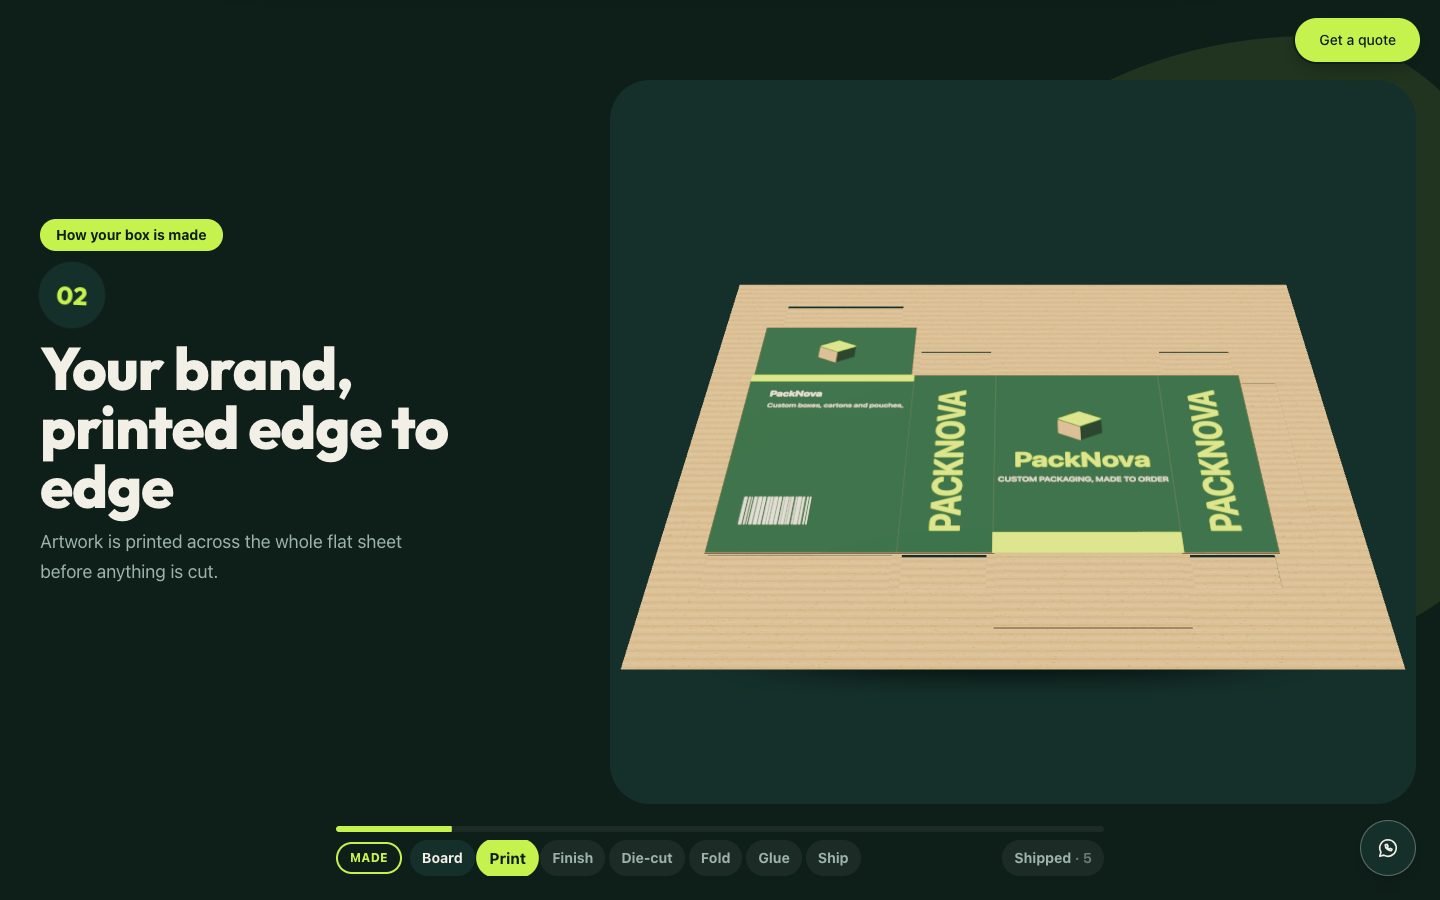 Get a quote
How your box is made
02
Your brand,
printed edge to
edge
Artwork is printed across the whole flat sheet
before anything is cut.
PackNova
Custom boxes, cartons and pouches,
PACKNOVA
PackNova
CUSTOM PACKAGING, MADE TO ORDER
PACKNOVA
MADE
Board
Print
Finish
Die-cut
Fold
Glue
Ship
Shipped · 5